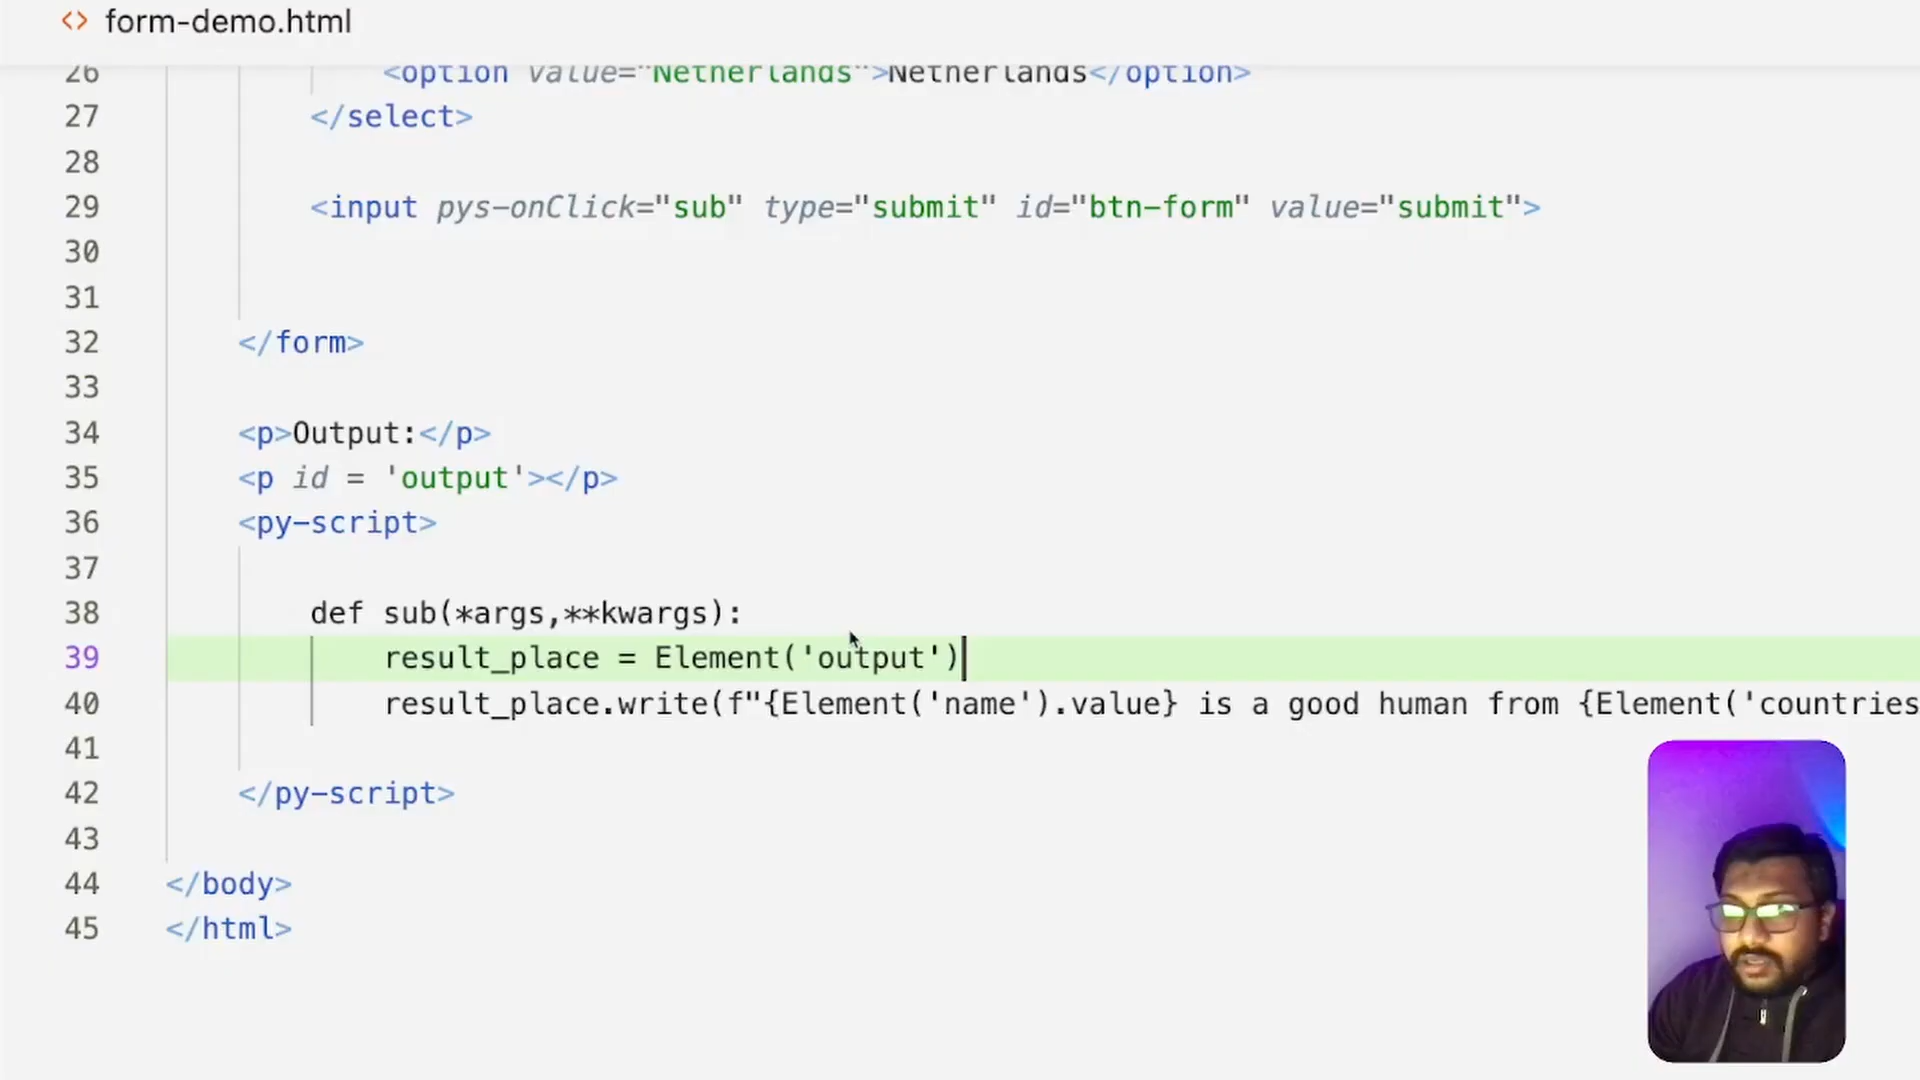 <> form-demo.html
26 <option value="Netherlands">Netherlands</option>
27 </select>
28
29 <input pys-onClick="sub" type="submit" id="btn-form" value="submit">
30
31
32 </form>
33
34 <p>Output:</p>
35 <p id = 'output'></p>
36 <py-script>
37
38 def sub(*args,**kwargs):
39 result_place = Element('output')
40 result_place.write(f"{Element('name').value} is a good human from {Element('countries
41
42 </py-script>
43
44 </body>
45 </html>